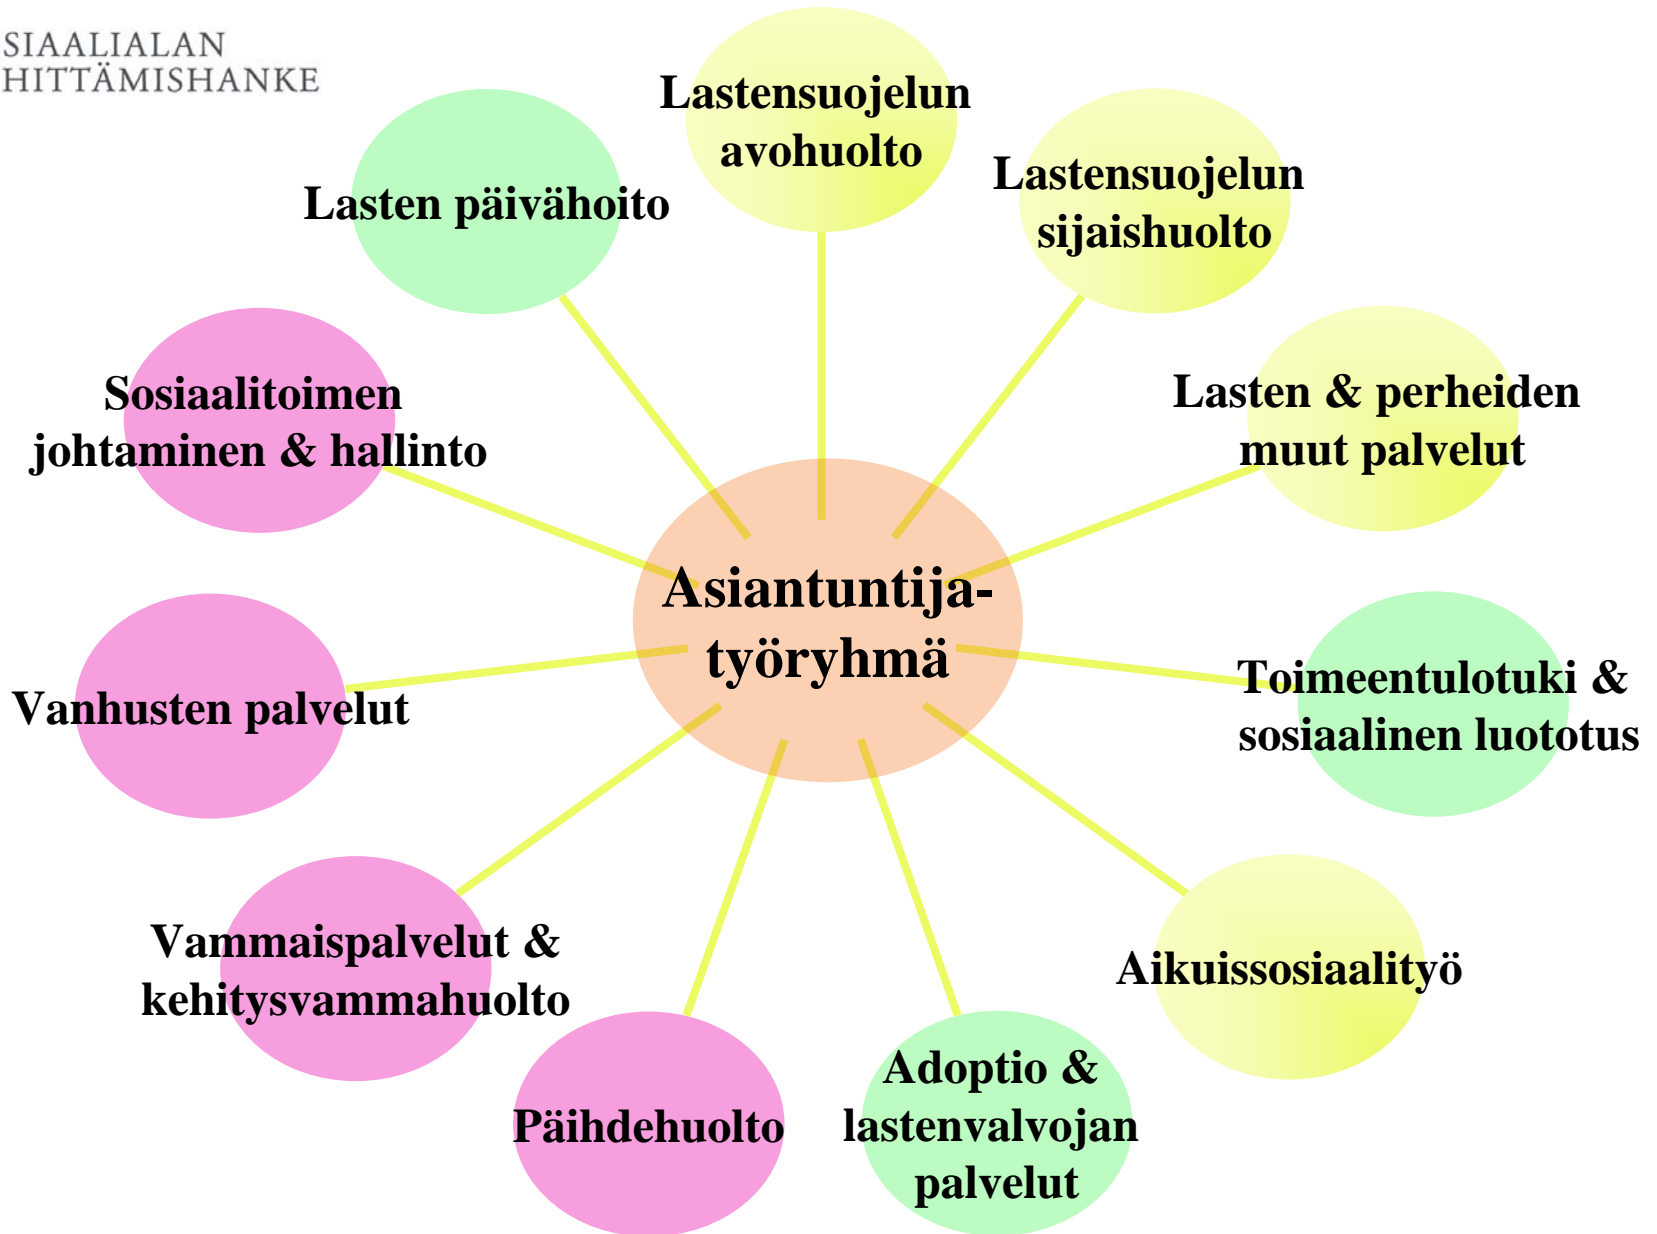 SIAALIALAN
HITTÄMISHANKE
Lastensuojelun
avohuolto
Lastensuojelun
sijaishuolto
Lasten päivähoito
Lasten & perheiden
muut palvelut
Sosiaalitoimen
johtaminen & hallinto
Asiantuntija-
työryhmä
Toimeentulotuki &
sosiaalinen luototus
Vanhusten palvelut
Aikuissosiaalityö
Vammaispalvelut &
kehitysvammahuolto
Adoptio &
lastenvalvojan
palvelut
Päihdehuolto